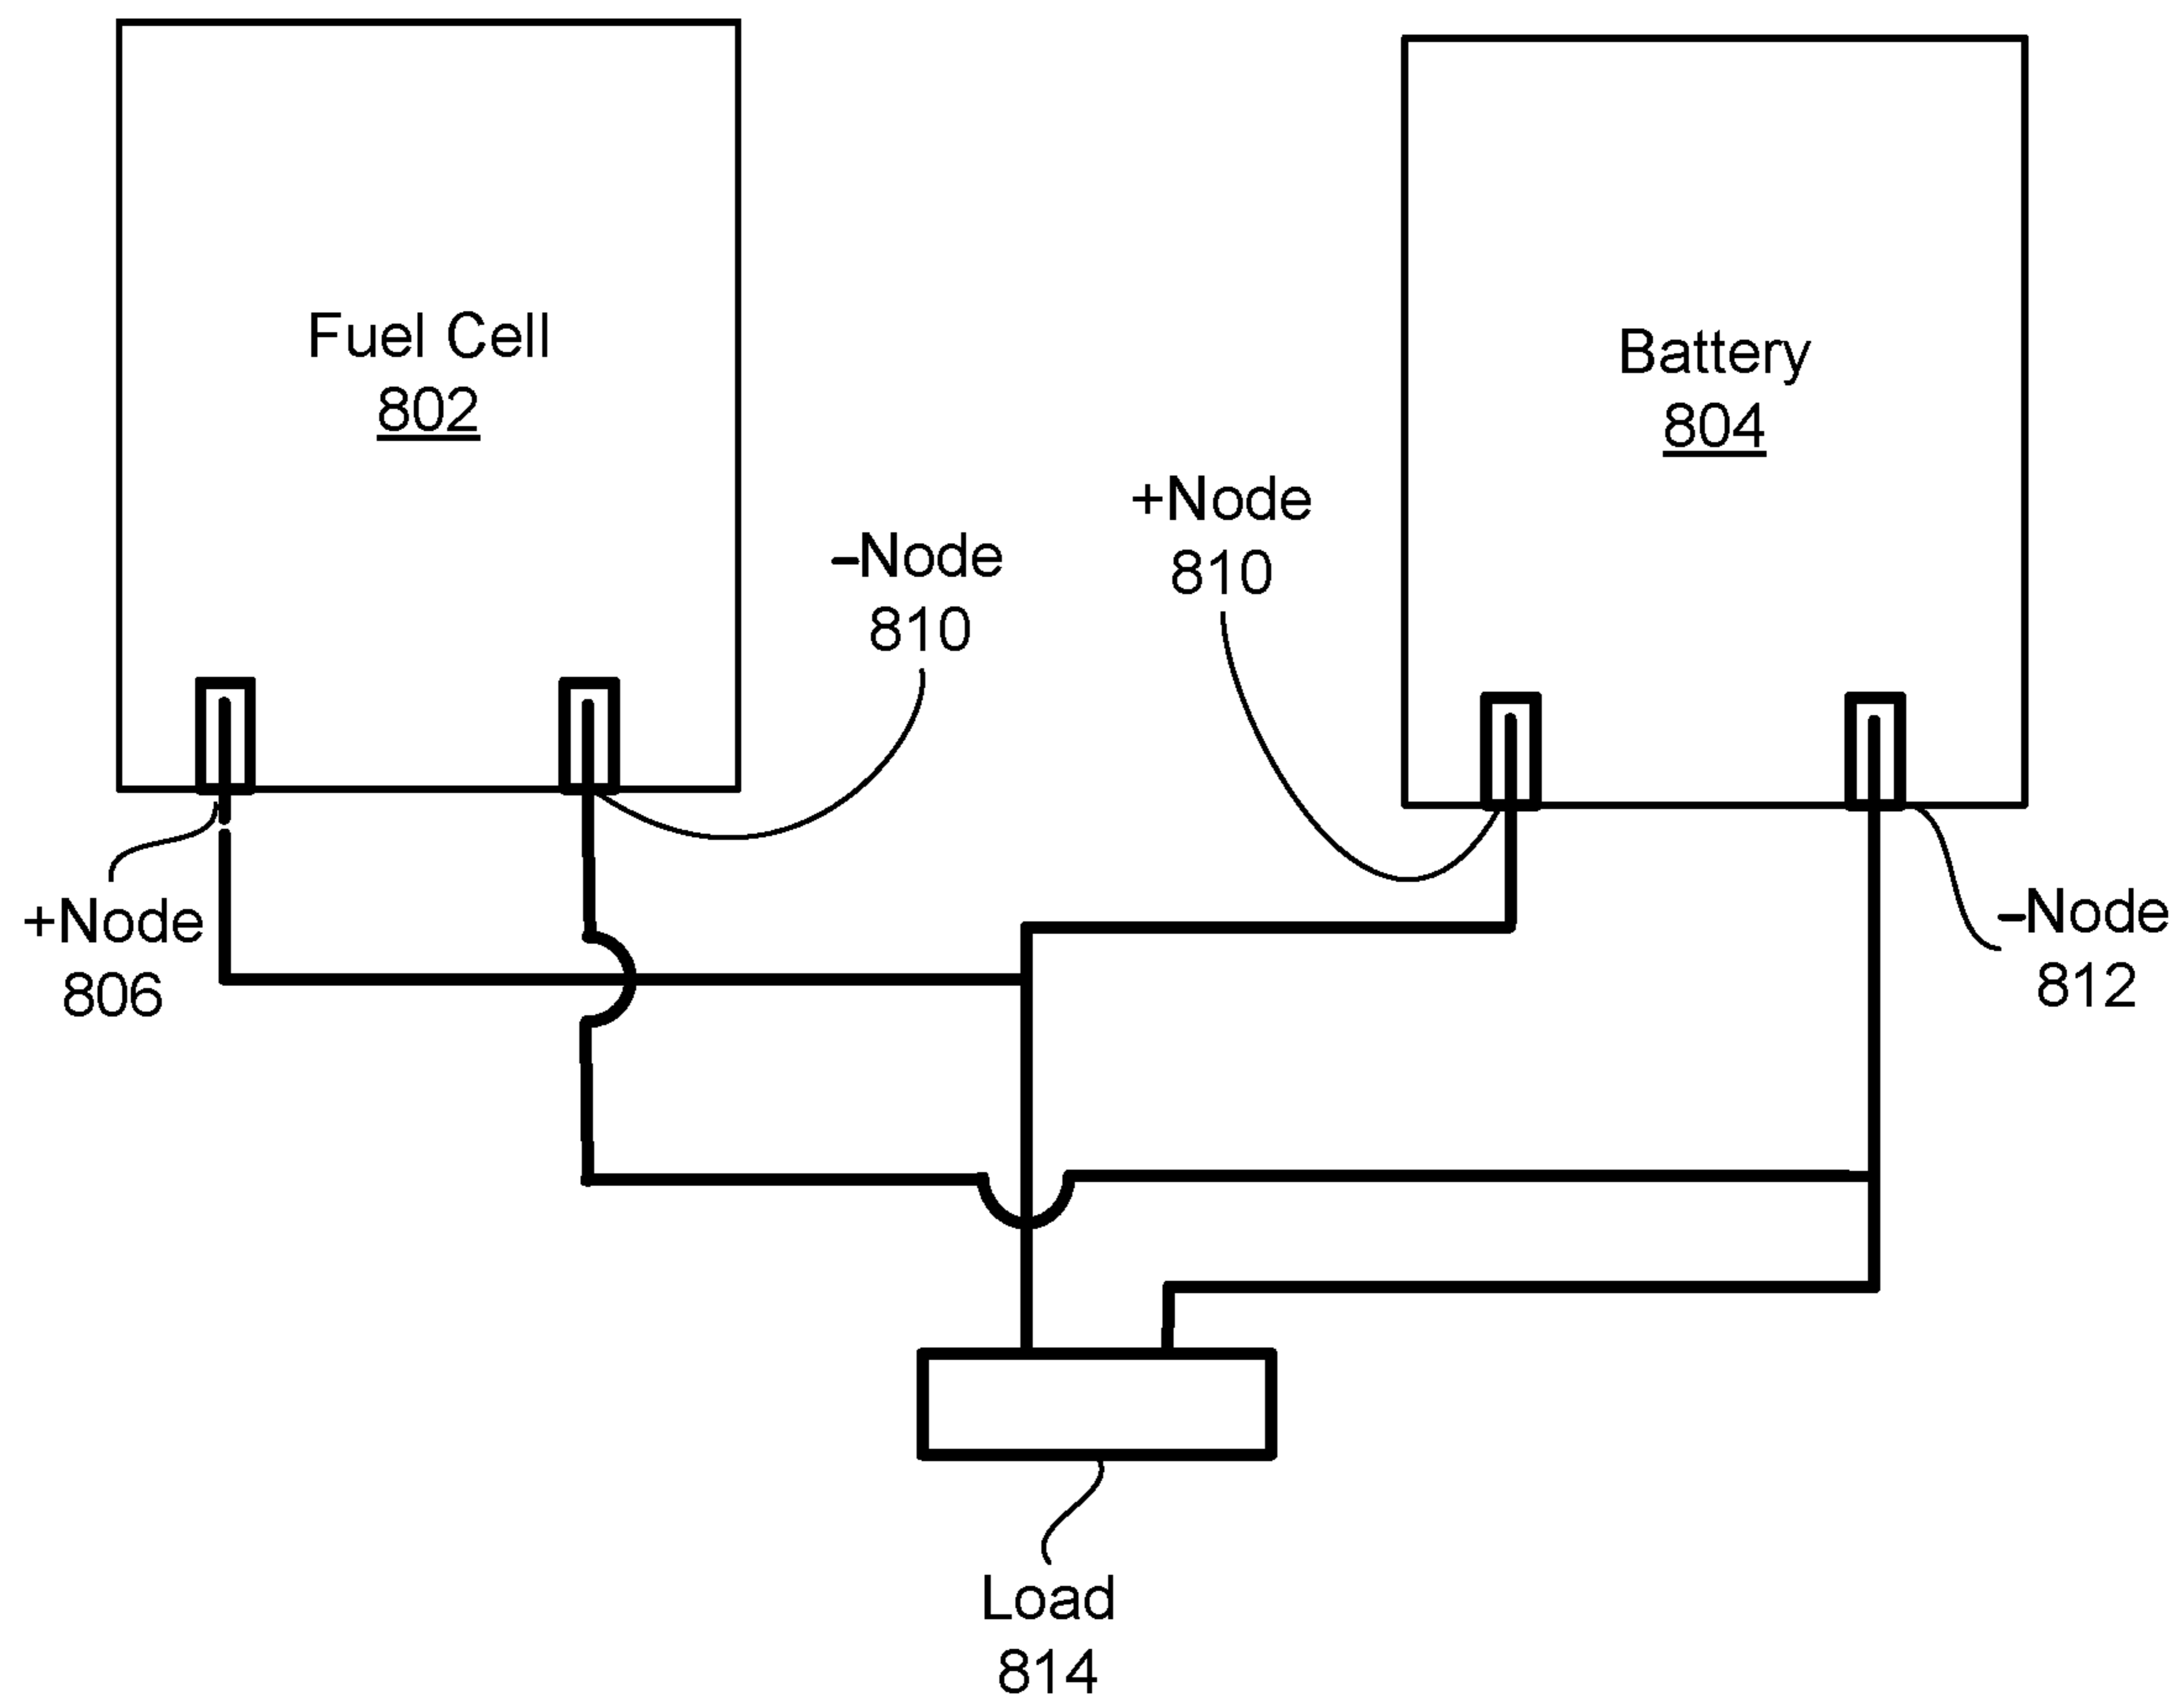 Fuel Cell
802
Battery
804
+Node
810
–Node
810
+Node
806
–Node
812
Load
814